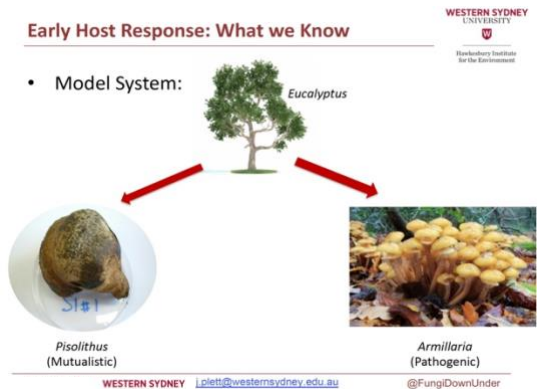 Early Host Response: What we Know
WESTERN SYDNEY
UNIVERSITY
W
Hawkesbury Institute
for the Environment
• Model System:
Eucalyptus
S1#1
Pisolithus
(Mutualistic)
Armillaria
(Pathogenic)
WESTERN SYDNEY j.plett@westernsydney.edu.au @FungiDownUnder